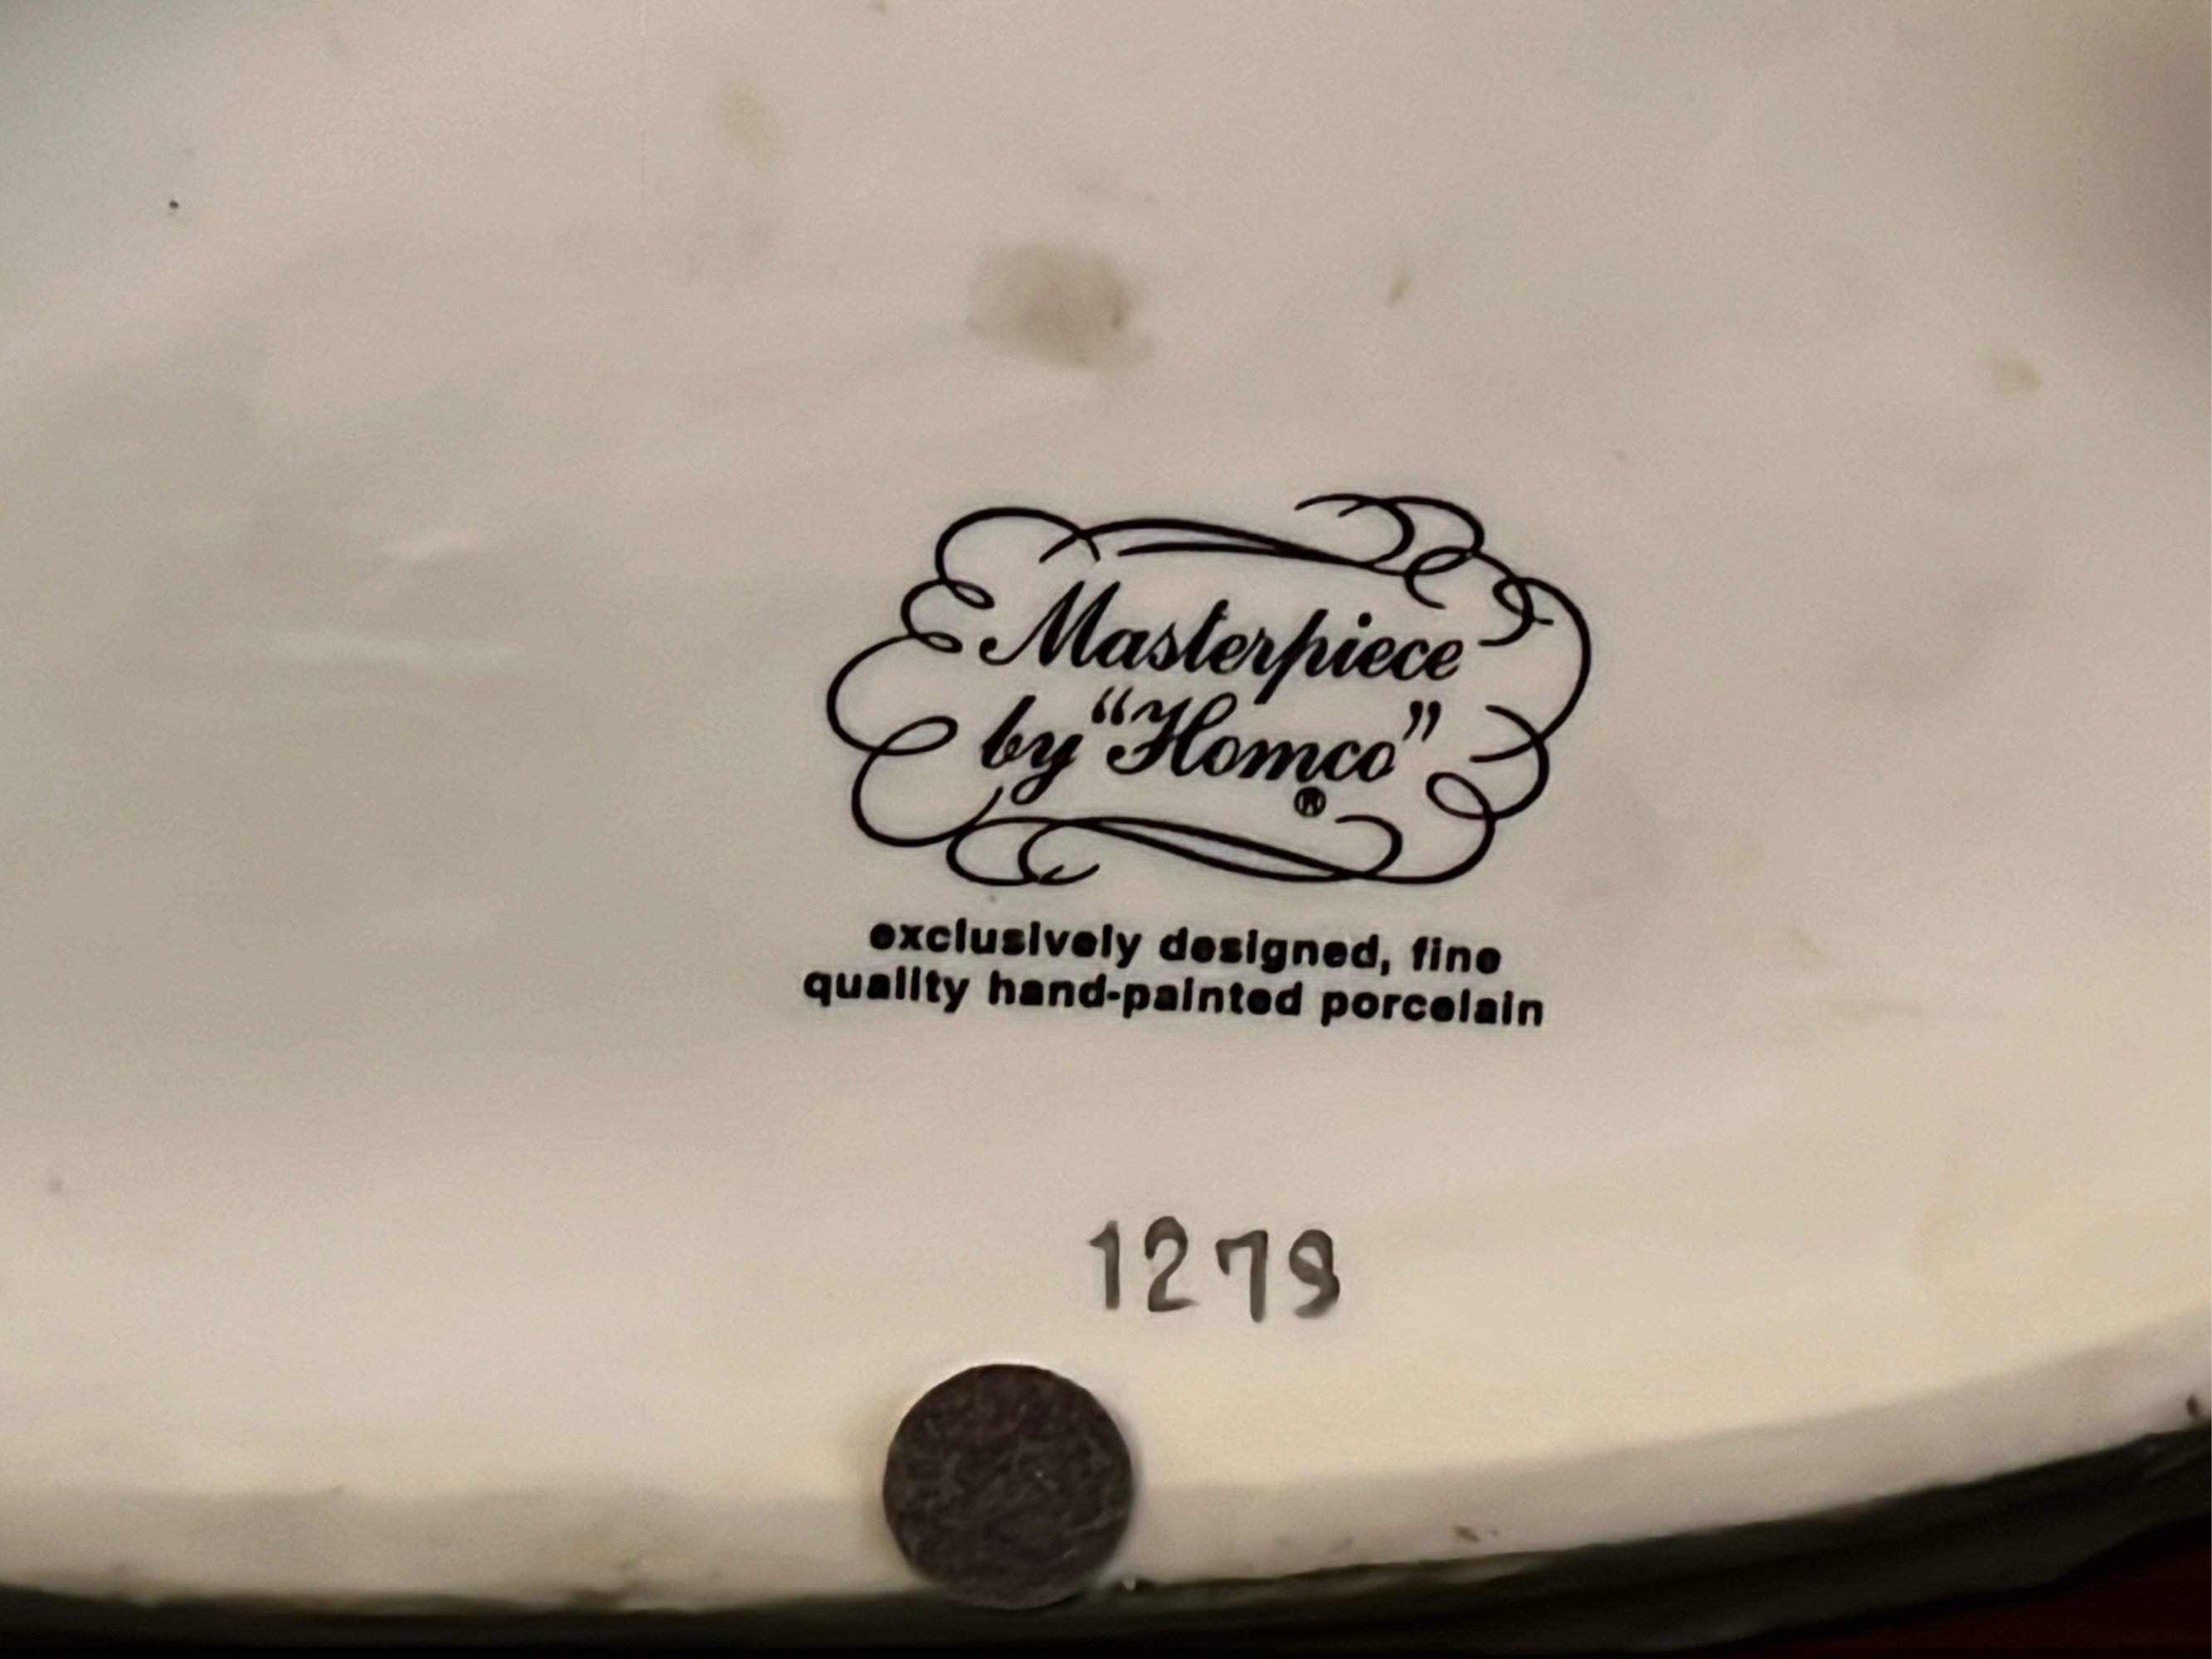 Masterpiece
by "Homco"
®
exclusively designed, fine
quality hand-painted porcelain
1279